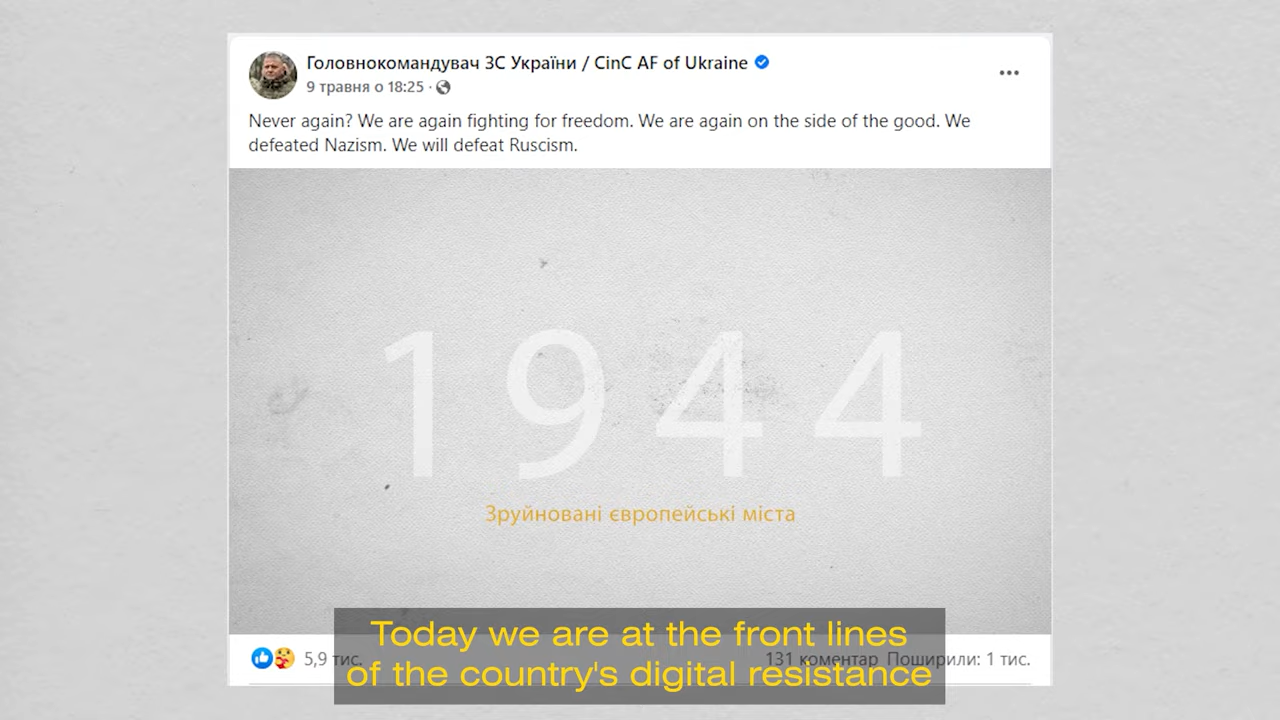 Головнокомандувач ЗС України / CinC AF of Ukraine
9 травня о 18:25 ·
Never again? We are again fighting for freedom. We are again on the side of the good. We
defeated Nazism. We will defeat Ruscism.
1944
Зруйновані європейські міста
5,9 тис.
131 коментар Поширили: 1 тис.
Today we are at the front lines
of the country's digital resistance